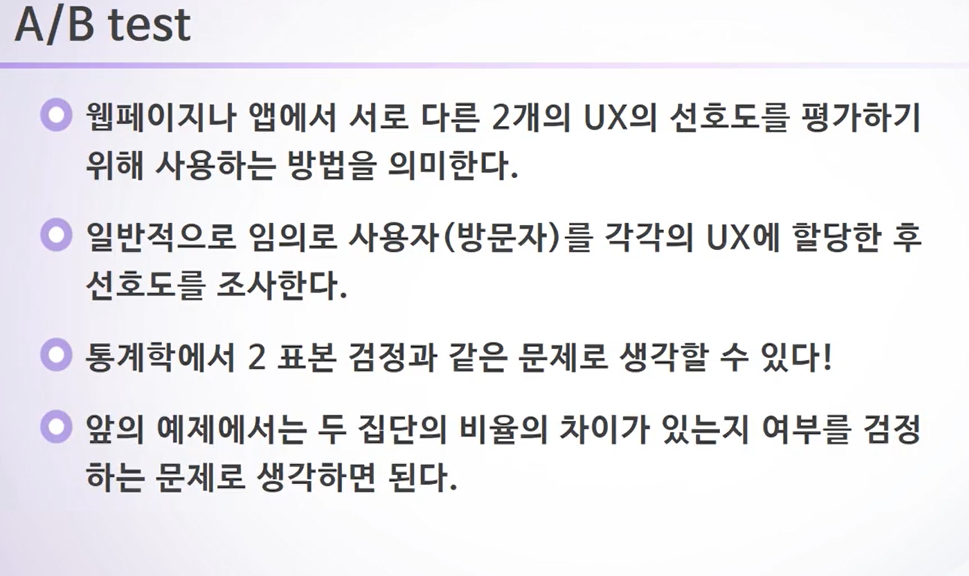 A/B test
웹페이지나 앱에서 서로 다른 2개의 UX의 선호도를 평가하기
위해 사용하는 방법을 의미한다.
일반적으로 임의로 사용자(방문자)를 각각의 UX에 할당한 후
선호도를 조사한다.
통계학에서 2 표본 검정과 같은 문제로 생각할 수 있다!
앞의 예제에서는 두 집단의 비율의 차이가 있는지 여부를 검정
하는 문제로 생각하면 된다.